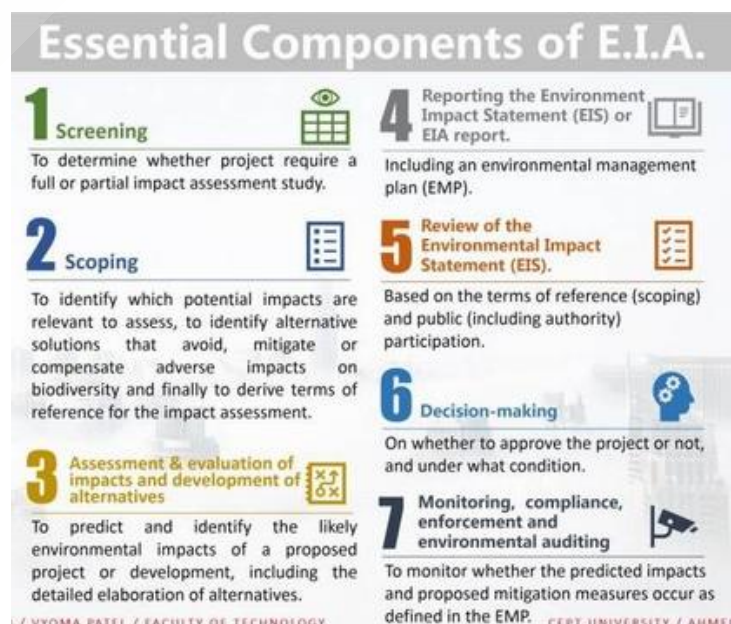 Essential Components of E.I.A.
1 Screening
To determine whether project require a
full or partial impact assessment study.
2 Scoping
To identify which potential impacts are
relevant to assess, to identify alternative
solutions that avoid, mitigate or
compensate adverse impacts on
biodiversity and finally to derive terms of
reference for the impact assessment.
3 Assessment & evaluation of
impacts and development of
alternatives
To predict and identify the likely
environmental impacts of a proposed
project or development, including the
detailed elaboration of alternatives.
4 Reporting the Environment
Impact Statement (EIS) or
EIA report.
Including an environmental management
plan (EMP).
5 Review of the
Environmental Impact
Statement (EIS).
Based on the terms of reference (scoping)
and public (including authority)
participation.
6 Decision-making
On whether to approve the project or not,
and under what condition.
7 Monitoring, compliance,
enforcement and
environmental auditing
To monitor whether the predicted impacts
and proposed mitigation measures occur as
defined in the EMP.
/ VYOMA PATEL / FACULTY OF TECHNOLOGY
CEPT UNIVERSITY / AHME